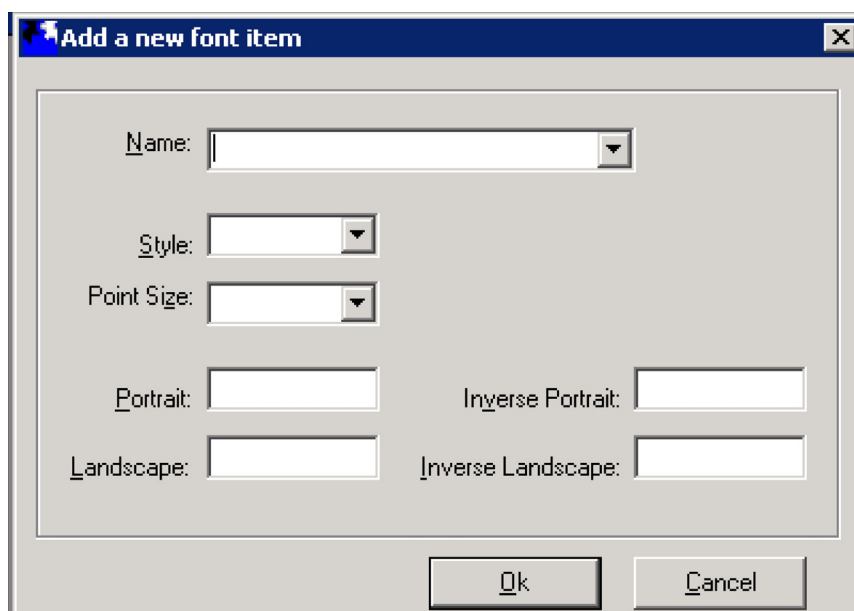 Add a new font item
Name:
Style:
Point Size:
Portrait: Inverse Portrait:
Landscape: Inverse Landscape:
Ok Cancel